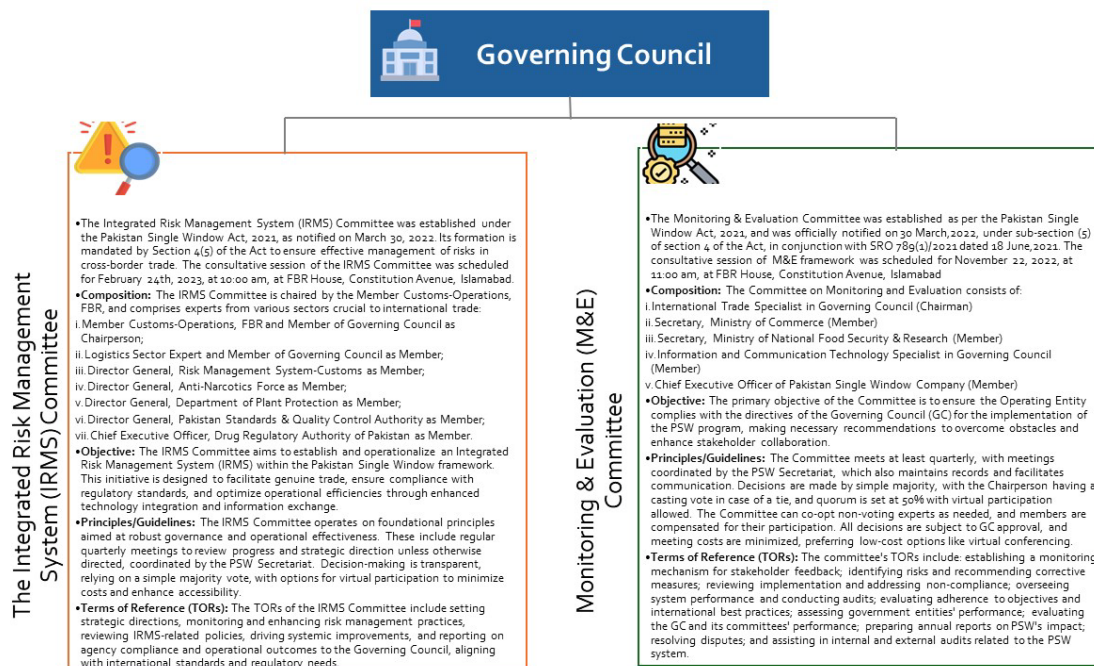 Governing Council
The Integrated Risk Management
System (IRMS) Committee
•The Integrated Risk Management System (IRMS) Committee was established under
the Pakistan Single Window Act, 2021, as notified on March 30, 2022. Its formation is
mandated by Section 4(5) of the Act to ensure effective management of risks in
cross-border trade. The consultative session of the IRMS Committee was scheduled
for February 24th, 2023, at 10:00 am, at FBR House, Constitution Avenue, Islamabad.
•Composition: The IRMS Committee is chaired by the Member Customs-Operations,
FBR, and comprises experts from various sectors crucial to international trade:
i. Member Customs-Operations, FBR and Member of Governing Council as
Chairperson;
ii. Logistics Sector Expert and Member of Governing Council as Member;
iii. Director General, Risk Management System-Customs as Member;
iv. Director General, Anti-Narcotics Force as Member;
v. Director General, Department of Plant Protection as Member;
vi. Director General, Pakistan Standards & Quality Control Authority as Member;
vii. Chief Executive Officer, Drug Regulatory Authority of Pakistan as Member.
•Objective: The IRMS Committee aims to establish and operationalize an Integrated
Risk Management System (IRMS) within the Pakistan Single Window framework.
This initiative is designed to facilitate genuine trade, ensure compliance with
regulatory standards, and optimize operational efficiencies through enhanced
technology integration and information exchange.
•Principles/Guidelines: The IRMS Committee operates on foundational principles
aimed at robust governance and operational effectiveness. These include regular
quarterly meetings to review progress and strategic direction unless otherwise
directed, coordinated by the PSW Secretariat. Decision-making is transparent,
relying on a simple majority vote, with options for virtual participation to minimize
costs and enhance accessibility.
•Terms of Reference (TORs): The TORs of the IRMS Committee include setting
strategic directions, monitoring and enhancing risk management practices,
reviewing IRMS-related policies, driving systemic improvements, and reporting on
agency compliance and operational outcomes to the Governing Council, aligning
with international standards and regulatory needs.
Monitoring & Evaluation (M&E)
Committee
•The Monitoring & Evaluation Committee was established as per the Pakistan Single
Window Act, 2021, and was officially notified on 30 March,2022, under sub-section (5)
of section 4 of the Act, in conjunction with SRO 789(1)/2021 dated 18 June,2021. The
consultative session of M&E framework was scheduled for November 22, 2022, at
11:00 am, at FBR House, Constitution Avenue, Islamabad
•Composition: The Committee on Monitoring and Evaluation consists of:
i. International Trade Specialist in Governing Council (Chairman)
ii. Secretary, Ministry of Commerce (Member)
iii. Secretary, Ministry of National Food Security & Research (Member)
iv. Information and Communication Technology Specialist in Governing Council
(Member)
v. Chief Executive Officer of Pakistan Single Window Company (Member)
•Objective: The primary objective of the Committee is to ensure the Operating Entity
complies with the directives of the Governing Council (GC) for the implementation of
the PSW program, making necessary recommendations to overcome obstacles and
enhance stakeholder collaboration.
•Principles/Guidelines: The Committee meets at least quarterly, with meetings
coordinated by the PSW Secretariat, which also maintains records and facilitates
communication. Decisions are made by simple majority, with the Chairperson having a
casting vote in case of a tie, and quorum is set at 50% with virtual participation
allowed. The Committee can co-opt non-voting experts as needed, and members are
compensated for their participation. All decisions are subject to GC approval, and
meeting costs are minimized, preferring low-cost options like virtual conferencing.
•Terms of Reference (TORs): The committee's TORs include: establishing a monitoring
mechanism for stakeholder feedback; identifying risks and recommending corrective
measures; reviewing implementation and addressing non-compliance; overseeing
system performance and conducting audits; evaluating adherence to objectives and
international best practices; assessing government entities' performance; evaluating
the GC and its committees' performance; preparing annual reports on PSW's impact;
resolving disputes; and assisting in internal and external audits related to the PSW
system.